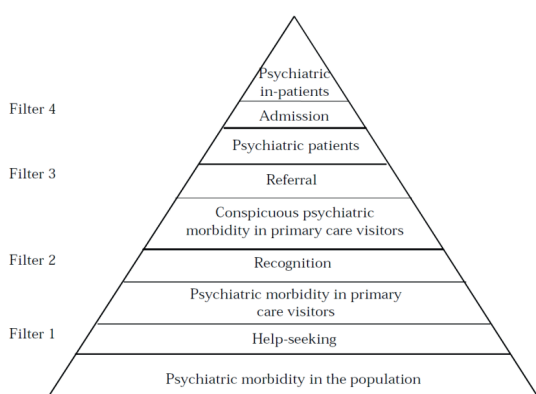 Psychiatric
in-patients
Filter 4
Admission
Psychiatric patients
Filter 3
Referral
Conspicuous psychiatric
morbidity in primary care visitors
Filter 2
Recognition
Psychiatric morbidity in primary
care visitors
Filter 1
Help-seeking
Psychiatric morbidity in the population